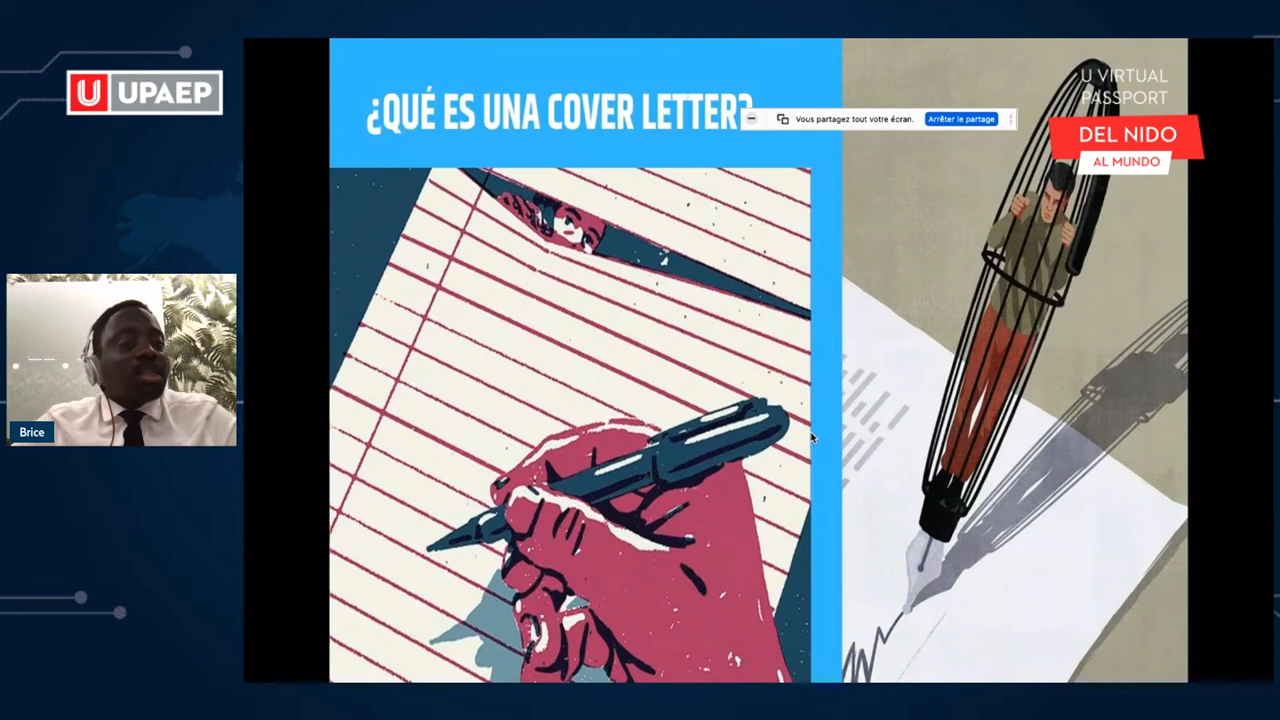 UPAEP
¿QUÉ ES UNA COVER LETTER?
Vous partagez tout votre écran.
Arrêter le partage
U VIRTUAL
PASSPORT
DEL NIDO
AL MUNDO
Brice